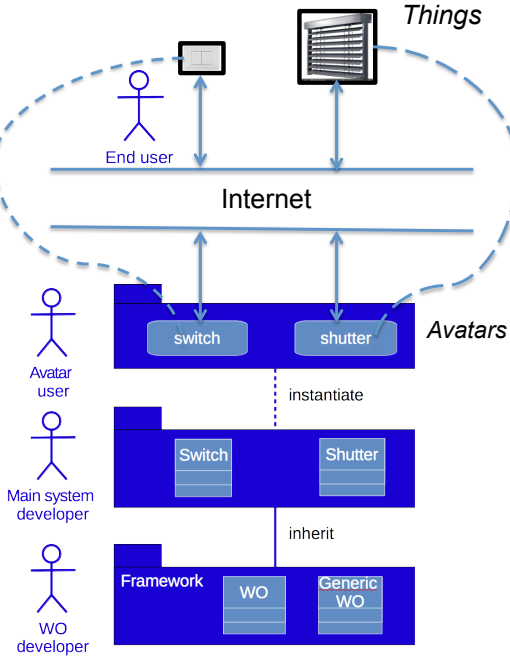 Things
End user
Internet
switch
shutter
Avatars
Avatar
user
instantiate
Switch
Shutter
Main system
developer
inherit
Framework
WO
Generic
WO
WO
developer